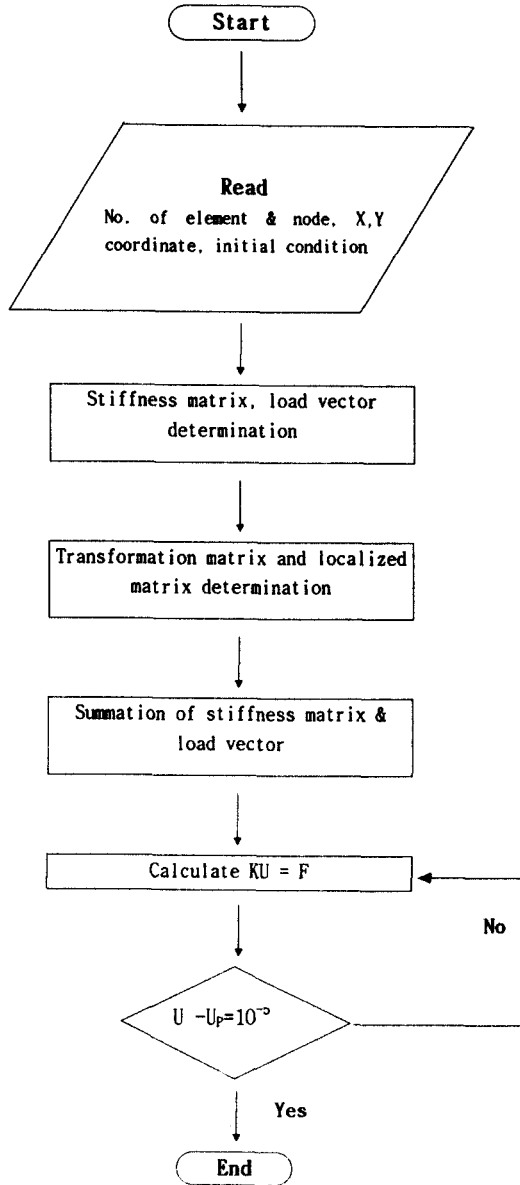 Start
Read
No. of element & node, X,Y
coordinate, initial condition
Stiffness matrix, load vector
determination
Transformation matrix and localized
matrix determination
Summation of stiffness matrix &
load vector
Calculate KU = F
No
U -Up=10⁻⁵
Yes
End